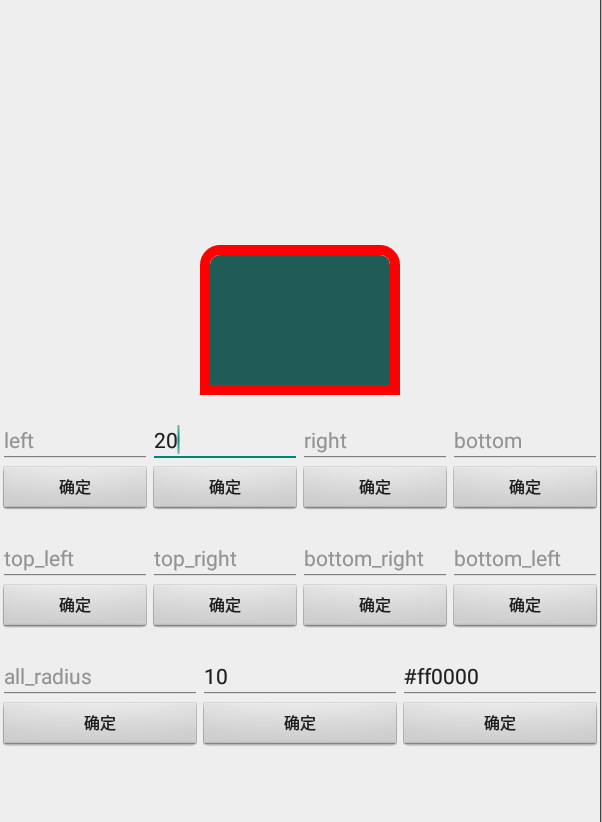 left 20 right bottom
确定 确定 确定 确定
top_left top_right bottom_right bottom_left
确定 确定 确定 确定
all_radius 10 #ff0000
确定 确定 确定